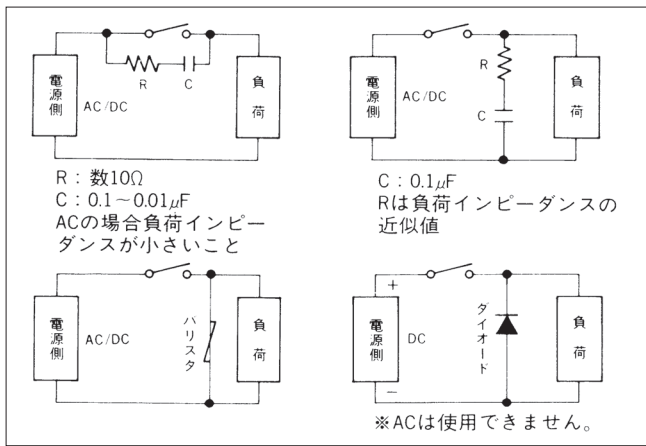 電源側
AC/DC
R
C
負荷
R：数10Ω
C：0.1～0.01μF
ACの場合負荷インピー
ダンスが小さいこと
電源側
AC/DC
R
C
負荷
C：0.1μF
Rは負荷インピーダンスの
近似値
電源側
AC/DC
バリスタ
負荷
電源側
+
−
DC
ダイオード
負荷
※ACは使用できません。